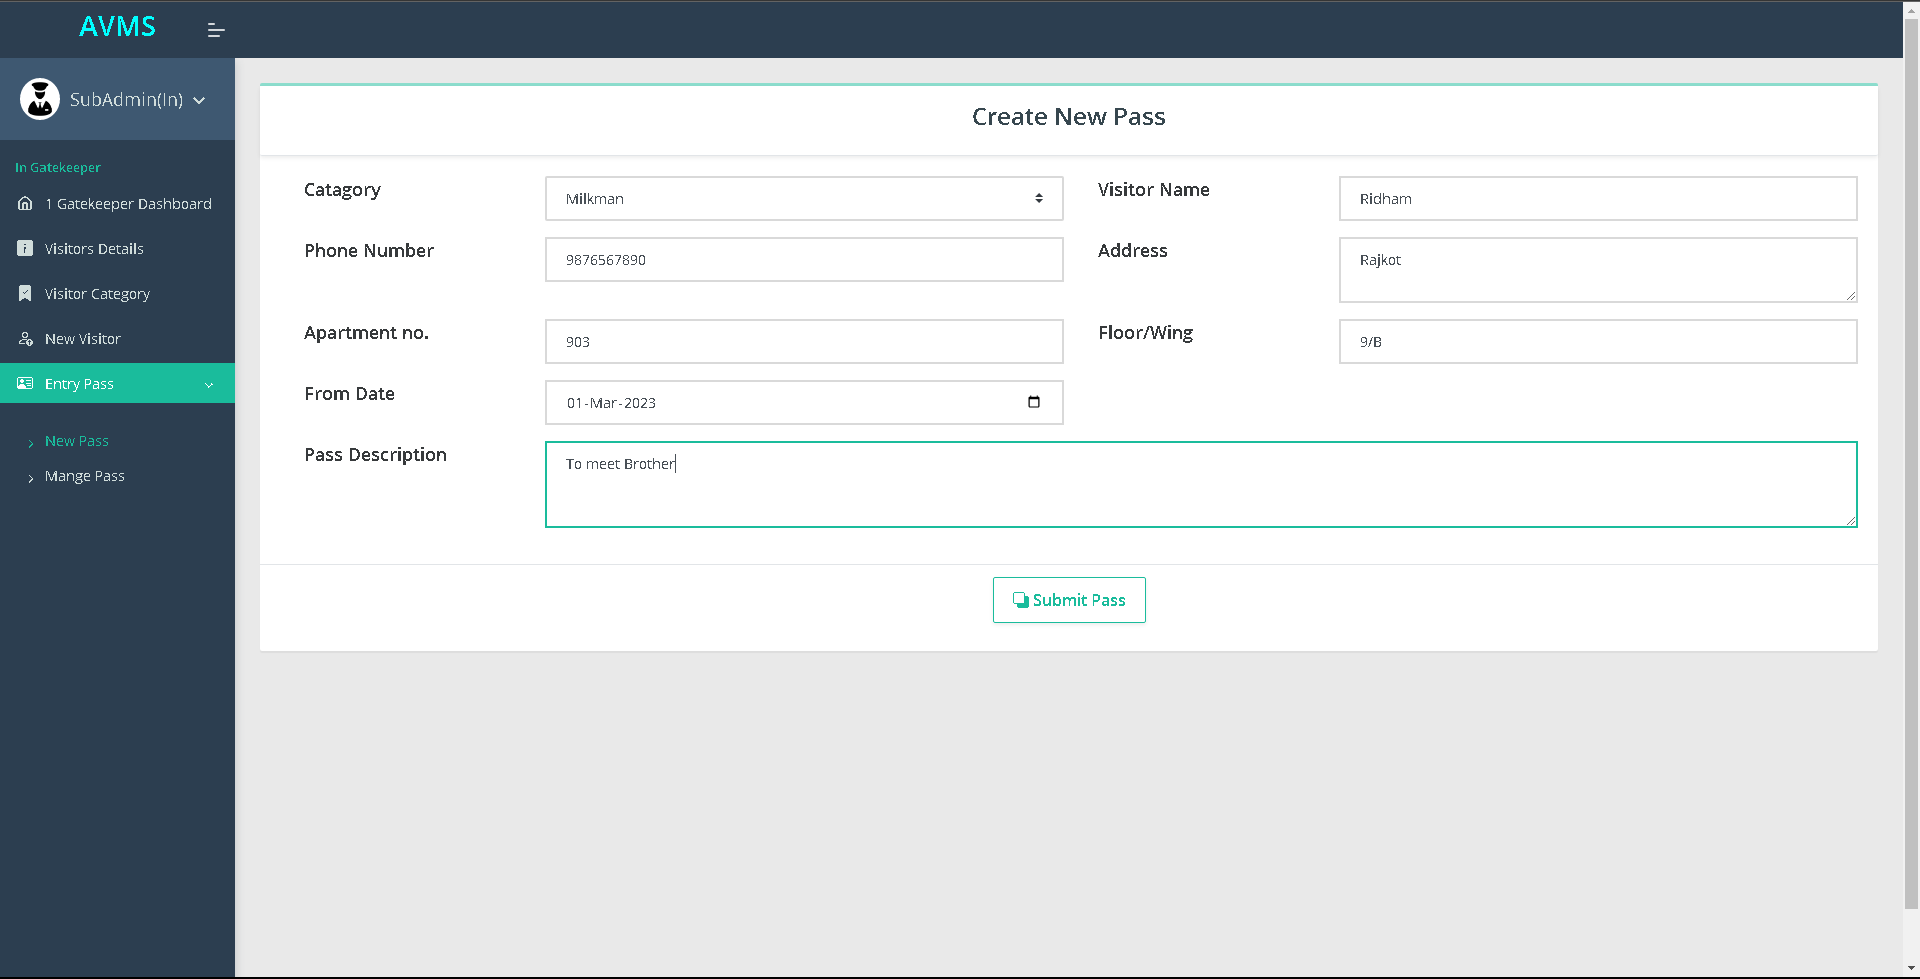 AVMS
SubAdmin(In)
In Gatekeeper
1 Gatekeeper Dashboard
Visitors Details
Visitor Category
New Visitor
Entry Pass
New Pass
Mange Pass
Create New Pass
Catagory
Milkman
Visitor Name
Ridham
Phone Number
9876567890
Address
Rajkot
Apartment no.
903
Floor/Wing
9/B
From Date
01-Mar-2023
Pass Description
To meet Brother
Submit Pass